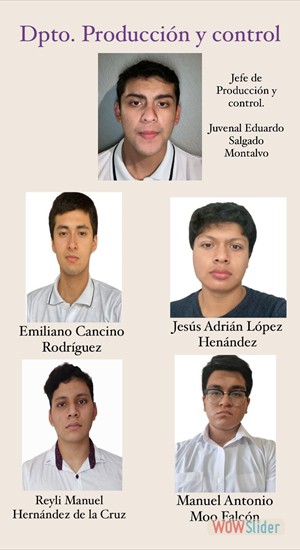 Dpto. Producción y control
Jefe de
Producción y
control.
Juvenal Eduardo
Salgado
Montalvo
Emiliano Cancino
Rodríguez
Jesús Adrián López
Henández
Reyli Manuel
Hernández de la Cruz
Manuel Antonio
Moo Falcón
WOWSlider